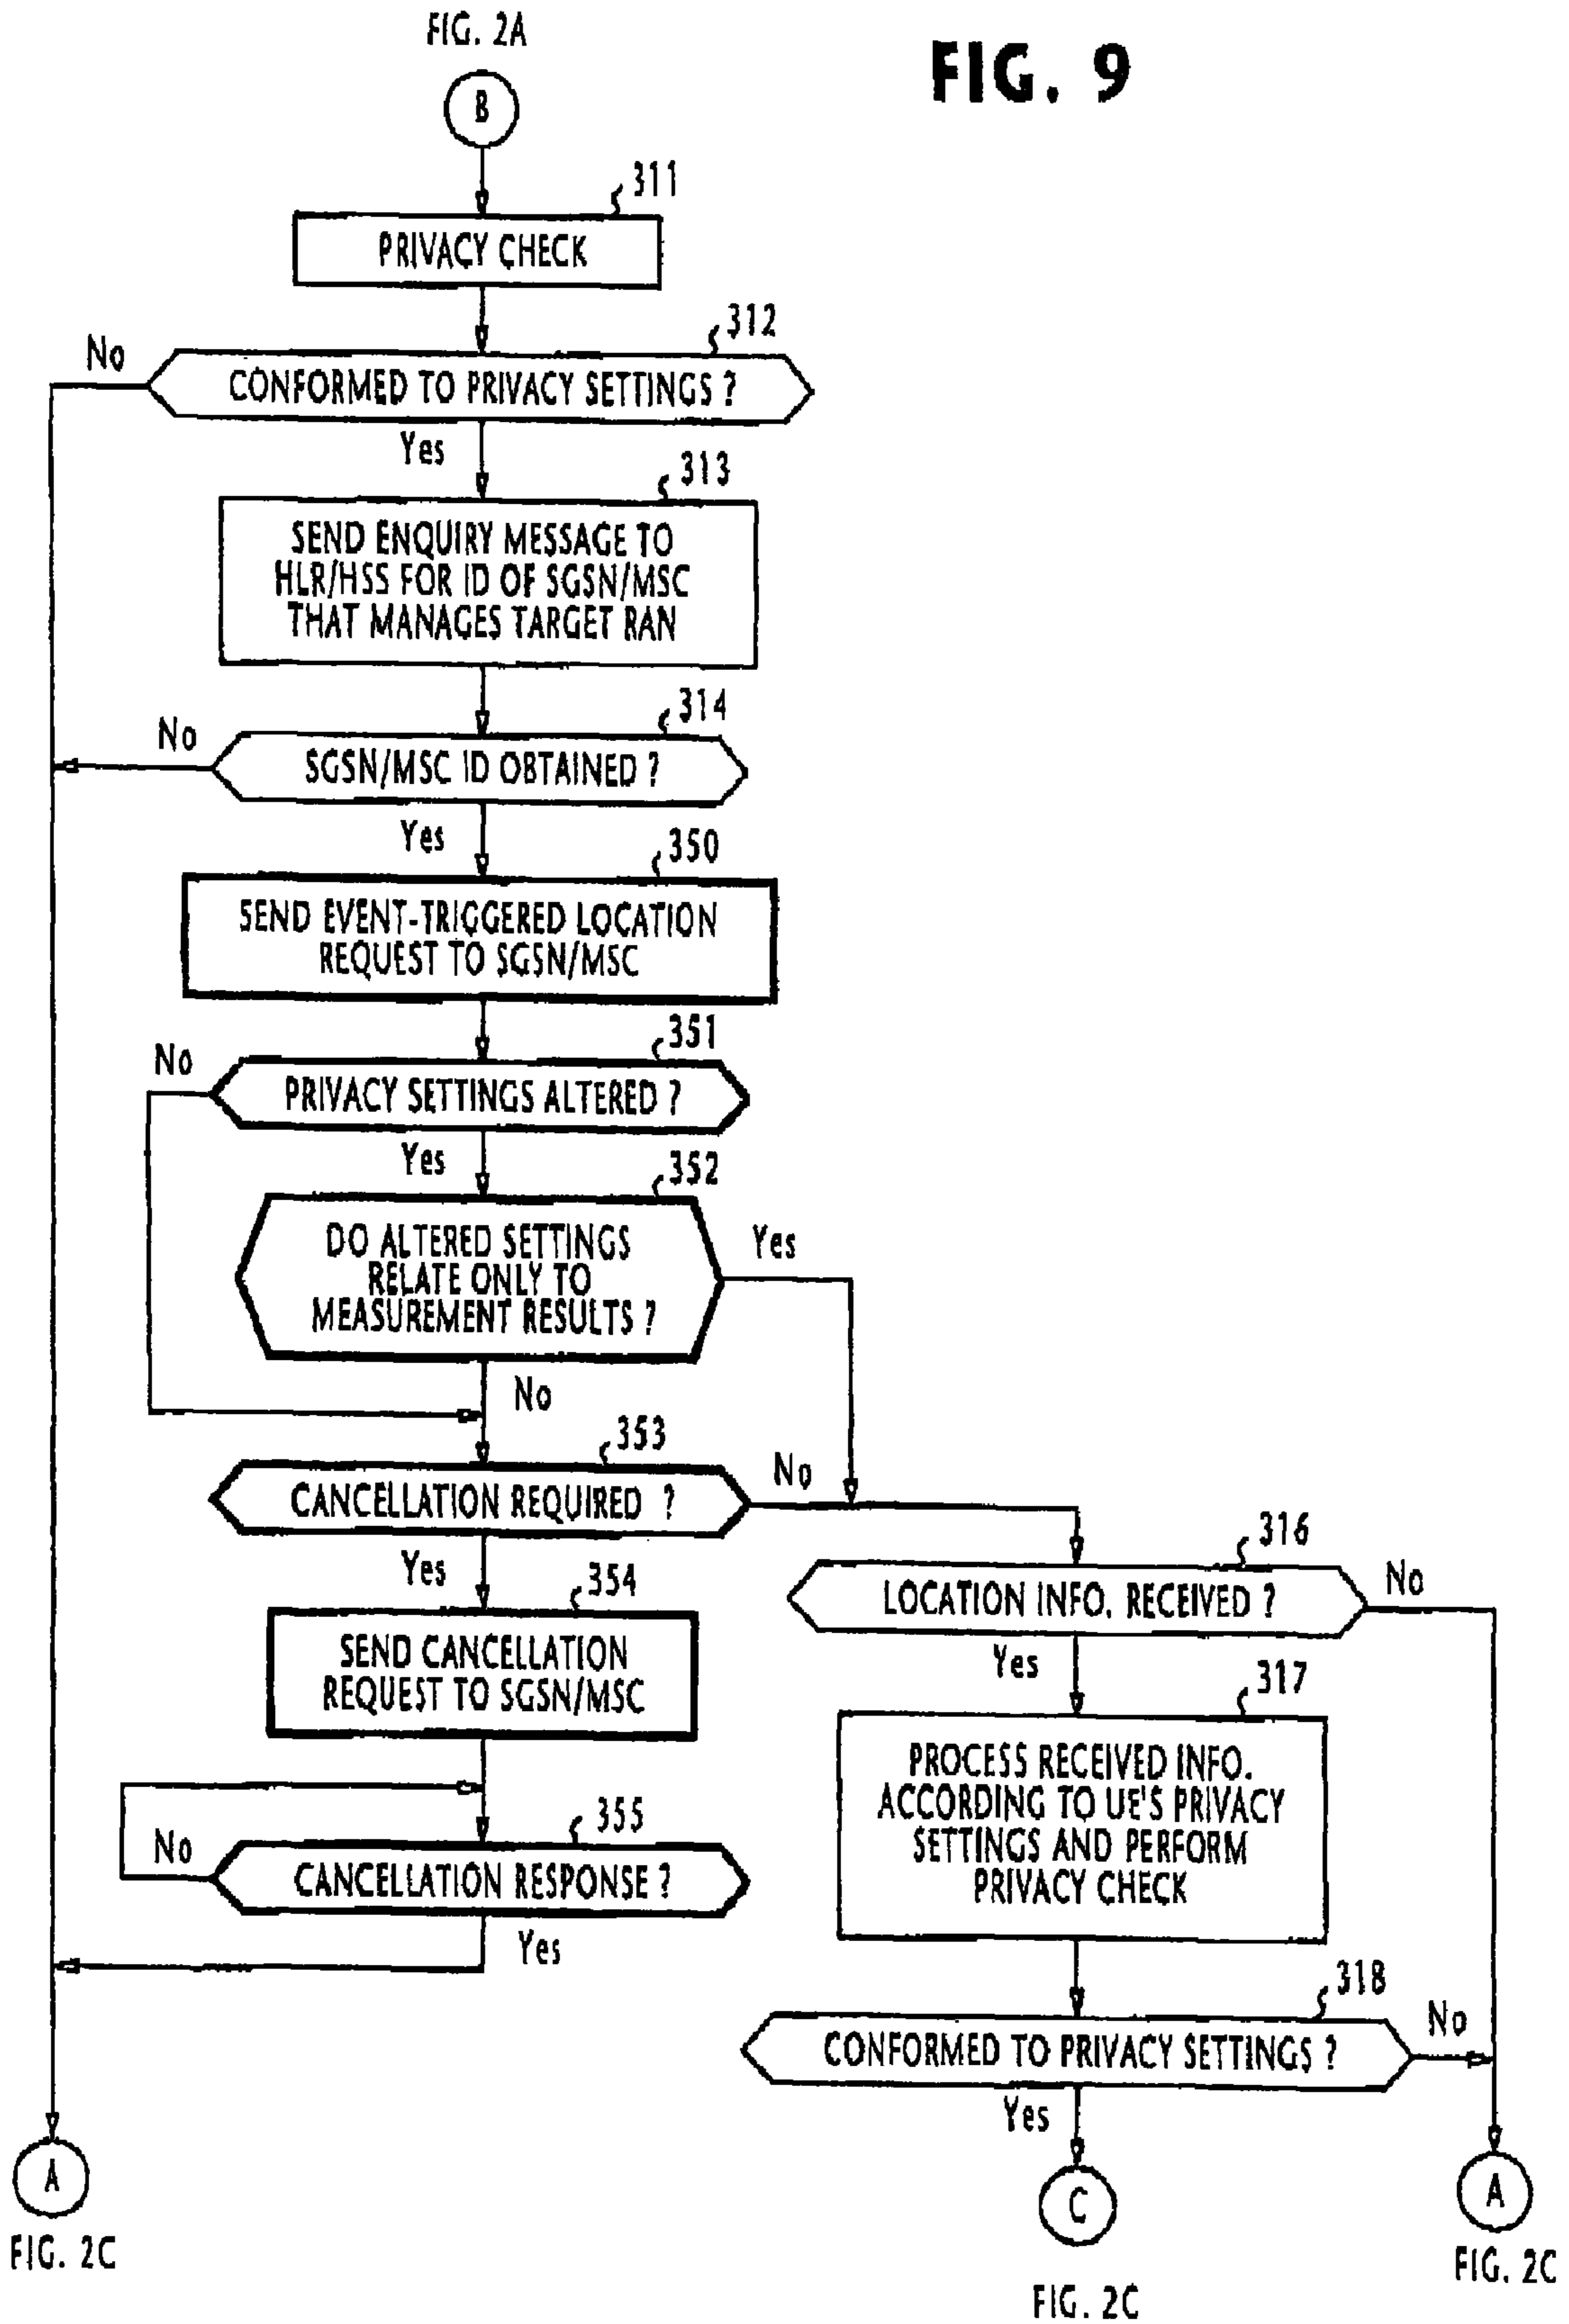 FIG. 2A
FIG. 9
B
311
PRIVACY CHECK
312
No
CONFORMED TO PRIVACY SETTINGS ?
Yes
313
SEND ENQUIRY MESSAGE TO
HLR/HSS FOR ID OF SGSN/MSC
THAT MANAGES TARGET RAN
314
No
SGSN/MSC ID OBTAINED ?
Yes
350
SEND EVENT-TRIGGERED LOCATION
REQUEST TO SGSN/MSC
351
No
PRIVACY SETTINGS ALTERED ?
Yes
352
DO ALTERED SETTINGS
RELATE ONLY TO
MEASUREMENT RESULTS ?
Yes
No
353
CANCELLATION REQUIRED ?
No
Yes
354
SEND CANCELLATION
REQUEST TO SGSN/MSC
355
No
CANCELLATION RESPONSE ?
Yes
316
LOCATION INFO. RECEIVED ?
No
Yes
317
PROCESS RECEIVED INFO.
ACCORDING TO UE'S PRIVACY
SETTINGS AND PERFORM
PRIVACY CHECK
318
CONFORMED TO PRIVACY SETTINGS ?
No
Yes
A
FIG. 2C
C
FIG. 2C
A
FIG. 2C